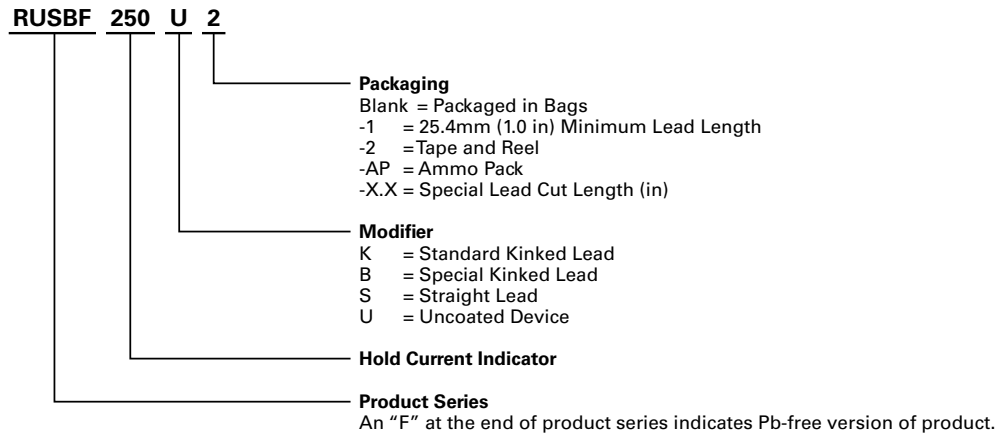 RUSBF 250 U 2
Packaging
Blank = Packaged in Bags
-1 = 25.4mm (1.0 in) Minimum Lead Length
-2 =Tape and Reel
-AP = Ammo Pack
-X.X = Special Lead Cut Length (in)
Modifier
K = Standard Kinked Lead
B = Special Kinked Lead
S = Straight Lead
U = Uncoated Device
Hold Current Indicator
Product Series
An “F” at the end of product series indicates Pb-free version of product.